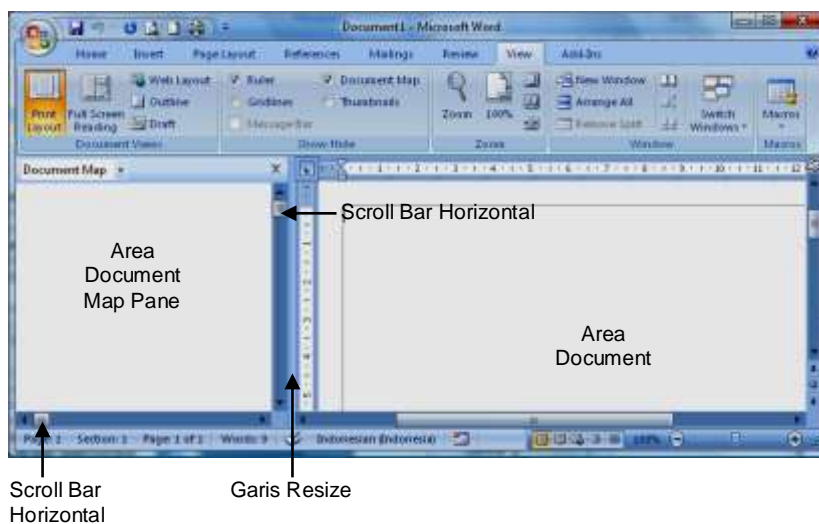 Document1 - Microsoft Word
Home Insert Page Layout References Mailings Review View Add-Ins
Web Layout Ruler Document Map New Window
Outline Gridlines Thumbnails Arrange All
Print Layout Full Screen Reading Draft Message Bar Zoom 100% Remove Split Switch Windows Macros
Document Views Show/Hide Zoom Window Macros
Document Map
Scroll Bar Horizontal
Area
Document
Map Pane
Area
Document
Section: 1 Page 1 of 1 Words: 9 Indonesian (Indonesia) 100%
Scroll Bar
Horizontal
Garis Resize